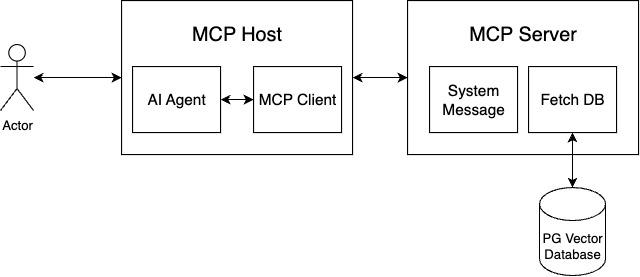 MCP Host
MCP Server
AI Agent
MCP Client
System
Message
Fetch DB
Actor
PG Vector
Database